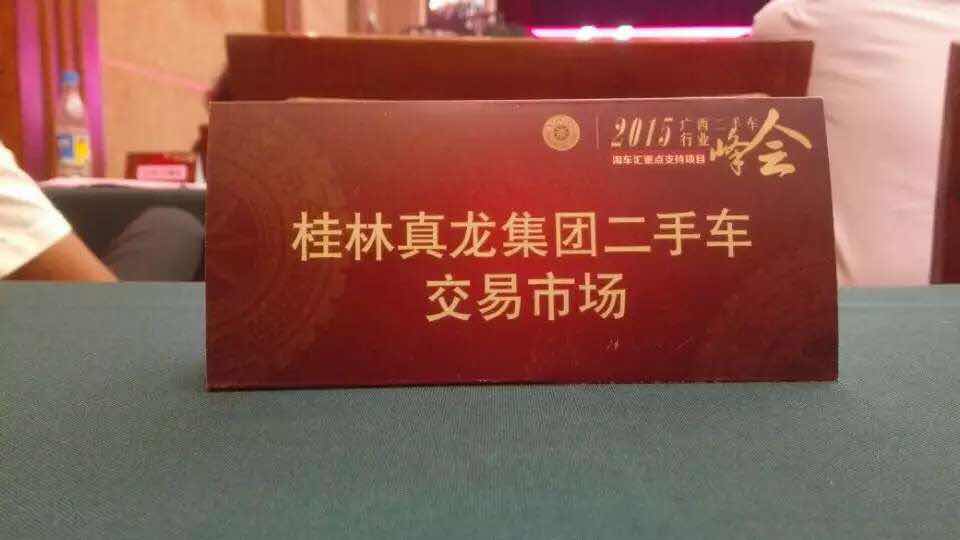 2015 广西二手车
行业 峰会
淘车汇重点支持项目
桂林真龙集团二手车
交易市场